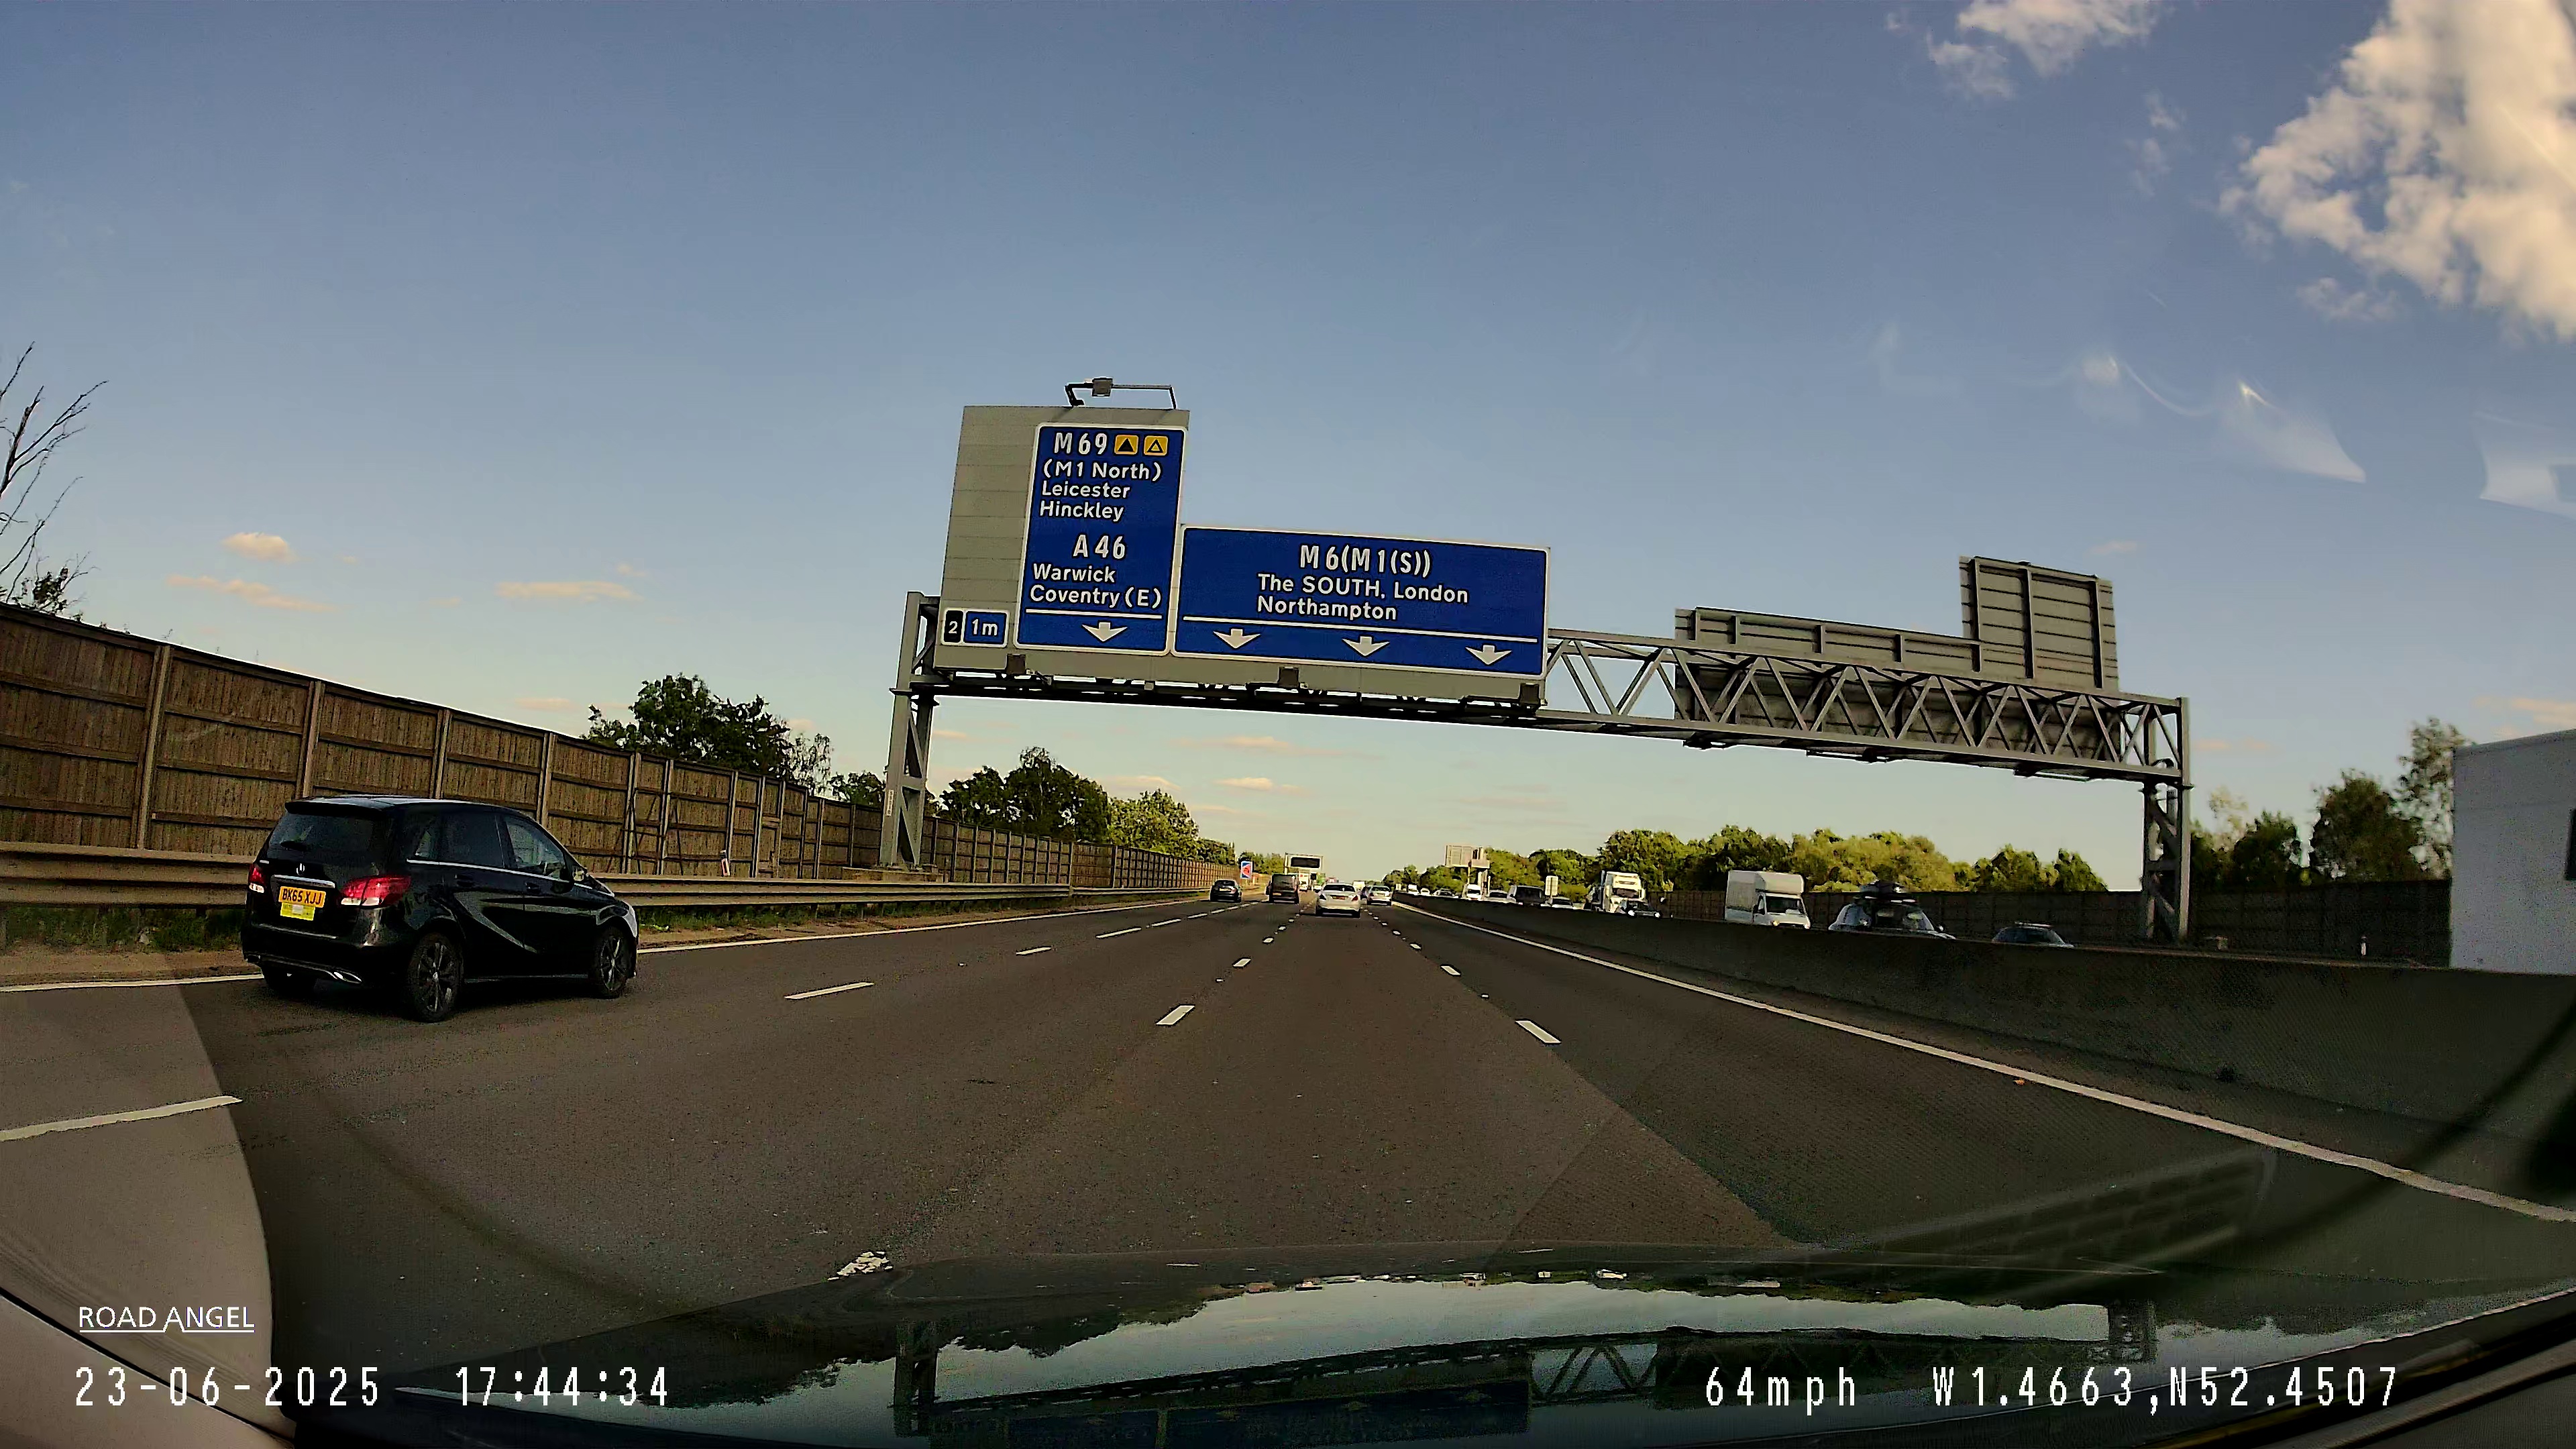 M69
(M1 North)
Leicester
Hinckley
A46
Warwick
Coventry (E)
2 1m
M6(M1(S))
The SOUTH, London
Northampton
BK65 XJJ
ROAD ANGEL
23-06-2025 17:44:34 64mph W1.4663,N52.4507